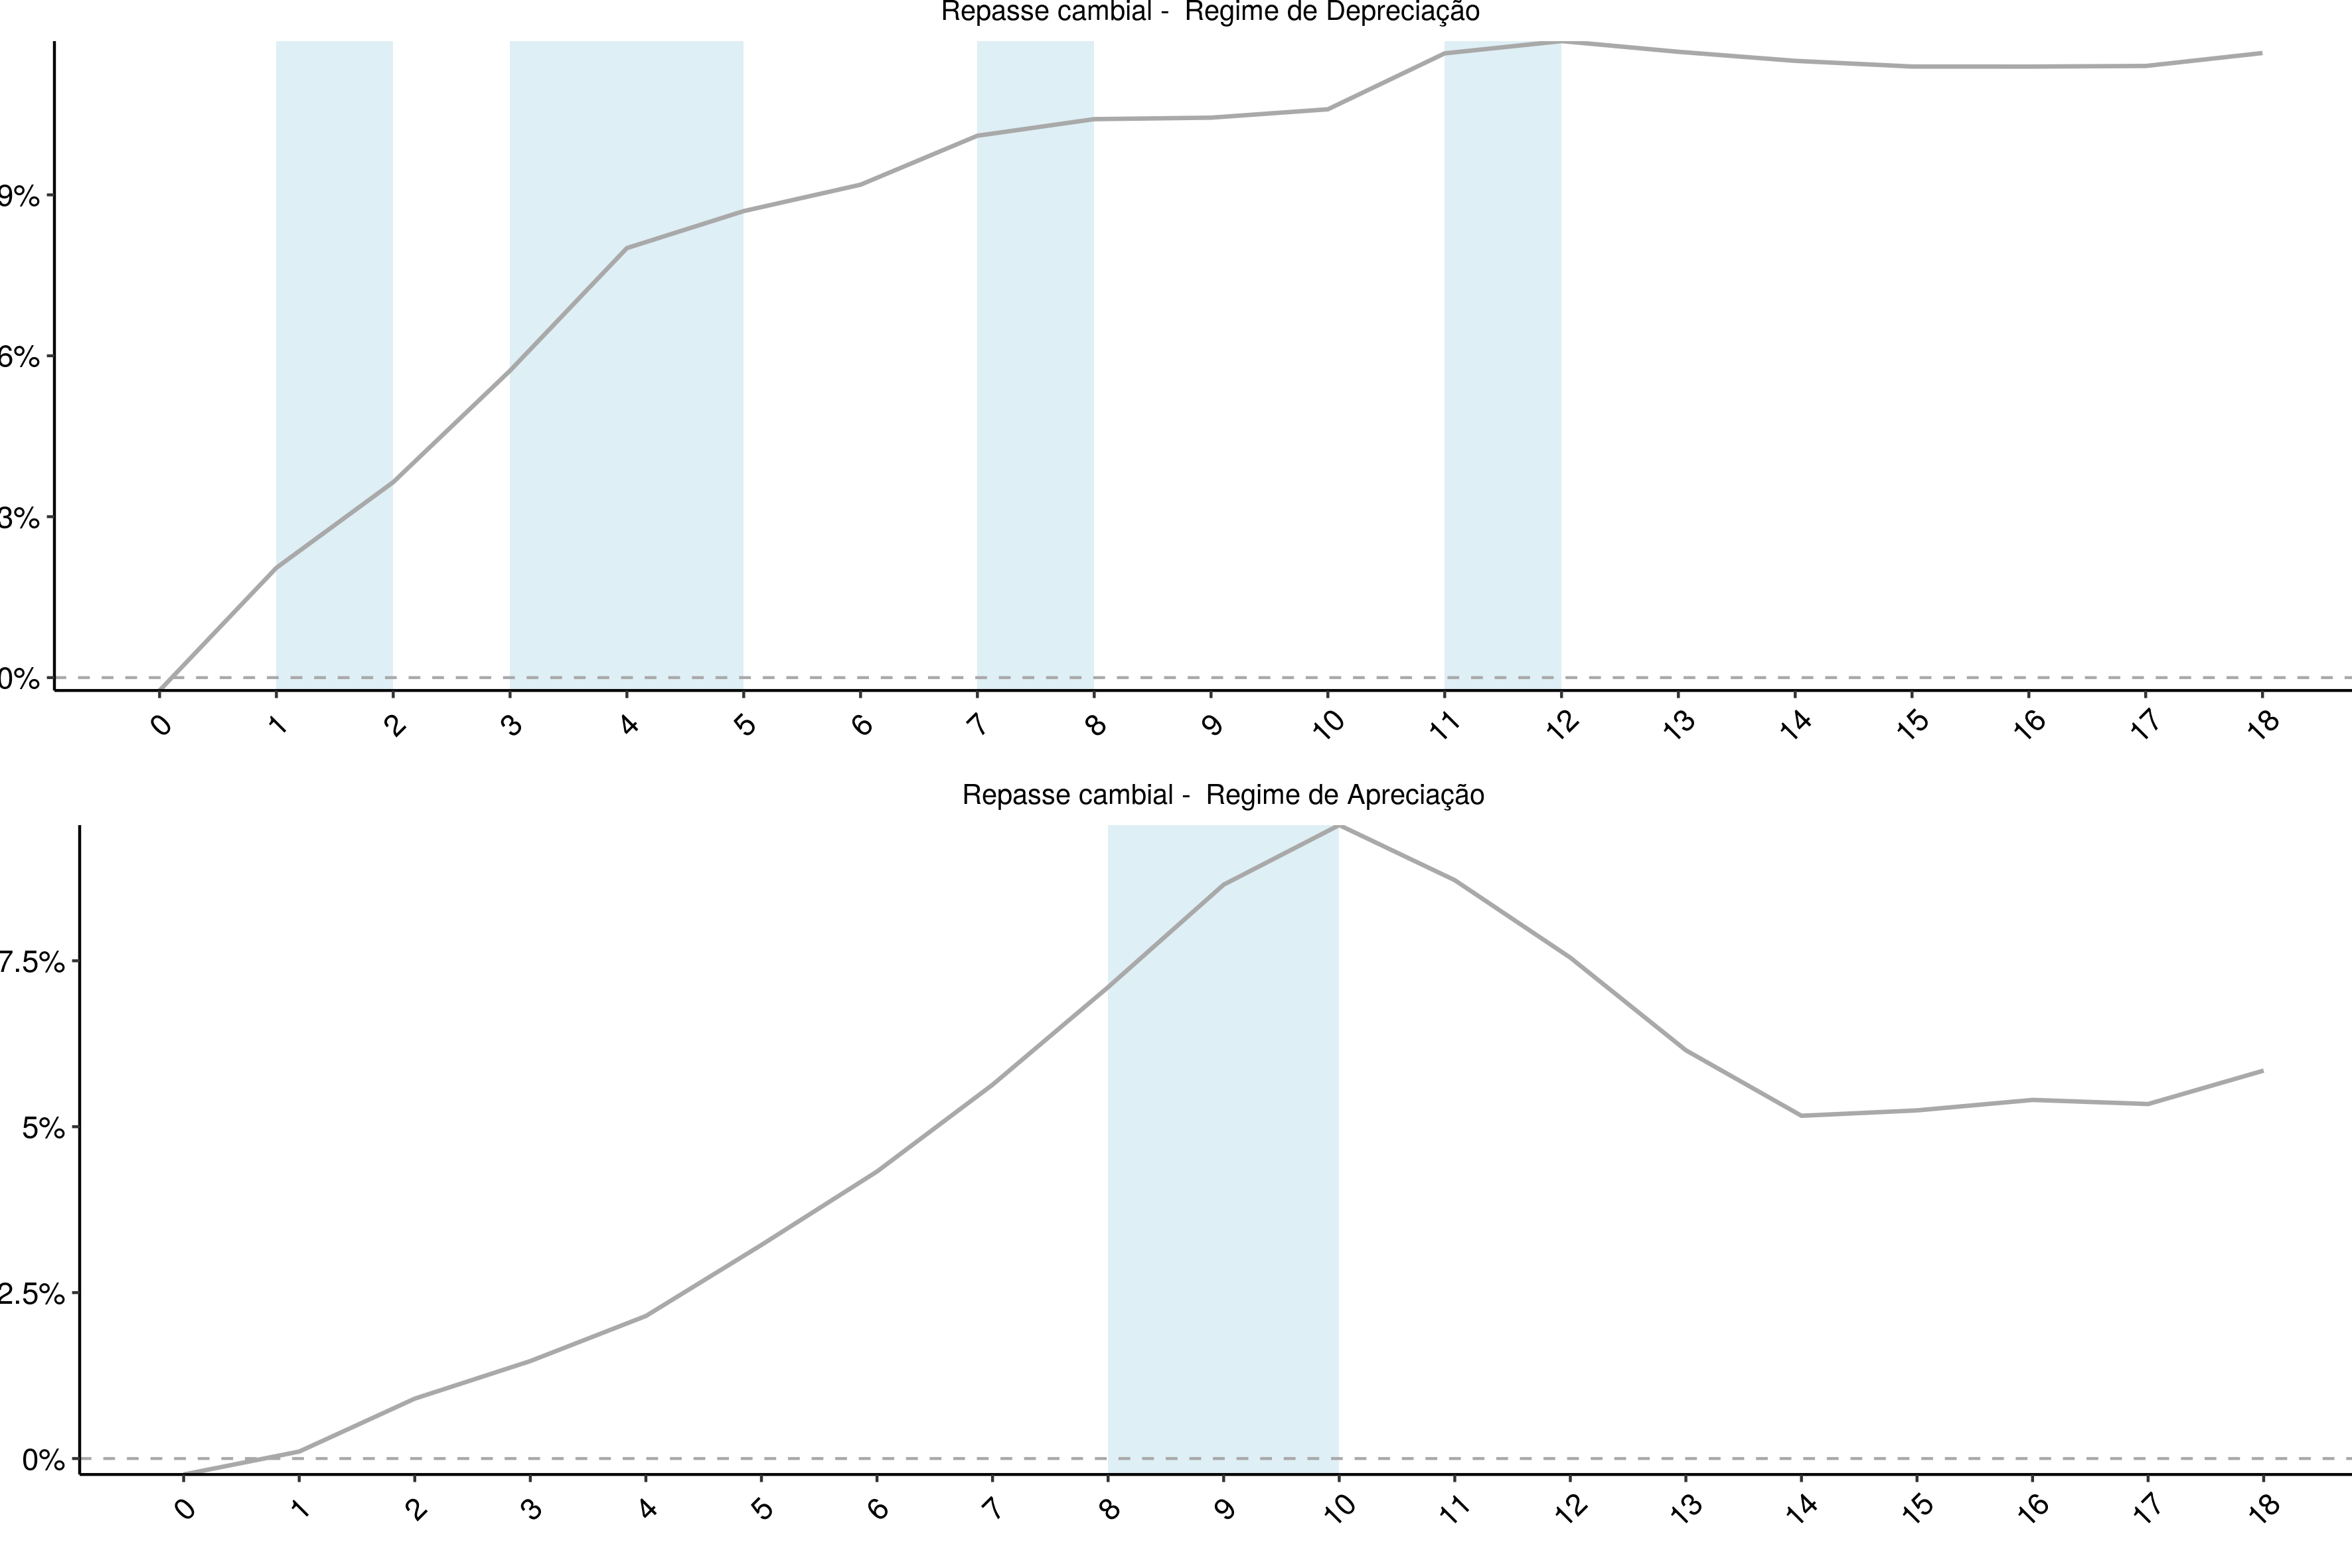 Repasse cambial - Regime de Depreciação
9%
6%
3%
0%
0 1 2 3 4 5 6 7 8 9 10 11 12 13 14 15 16 17 18
Repasse cambial - Regime de Apreciação
7.5%
5%
2.5%
0%
0 1 2 3 4 5 6 7 8 9 10 11 12 13 14 15 16 17 18